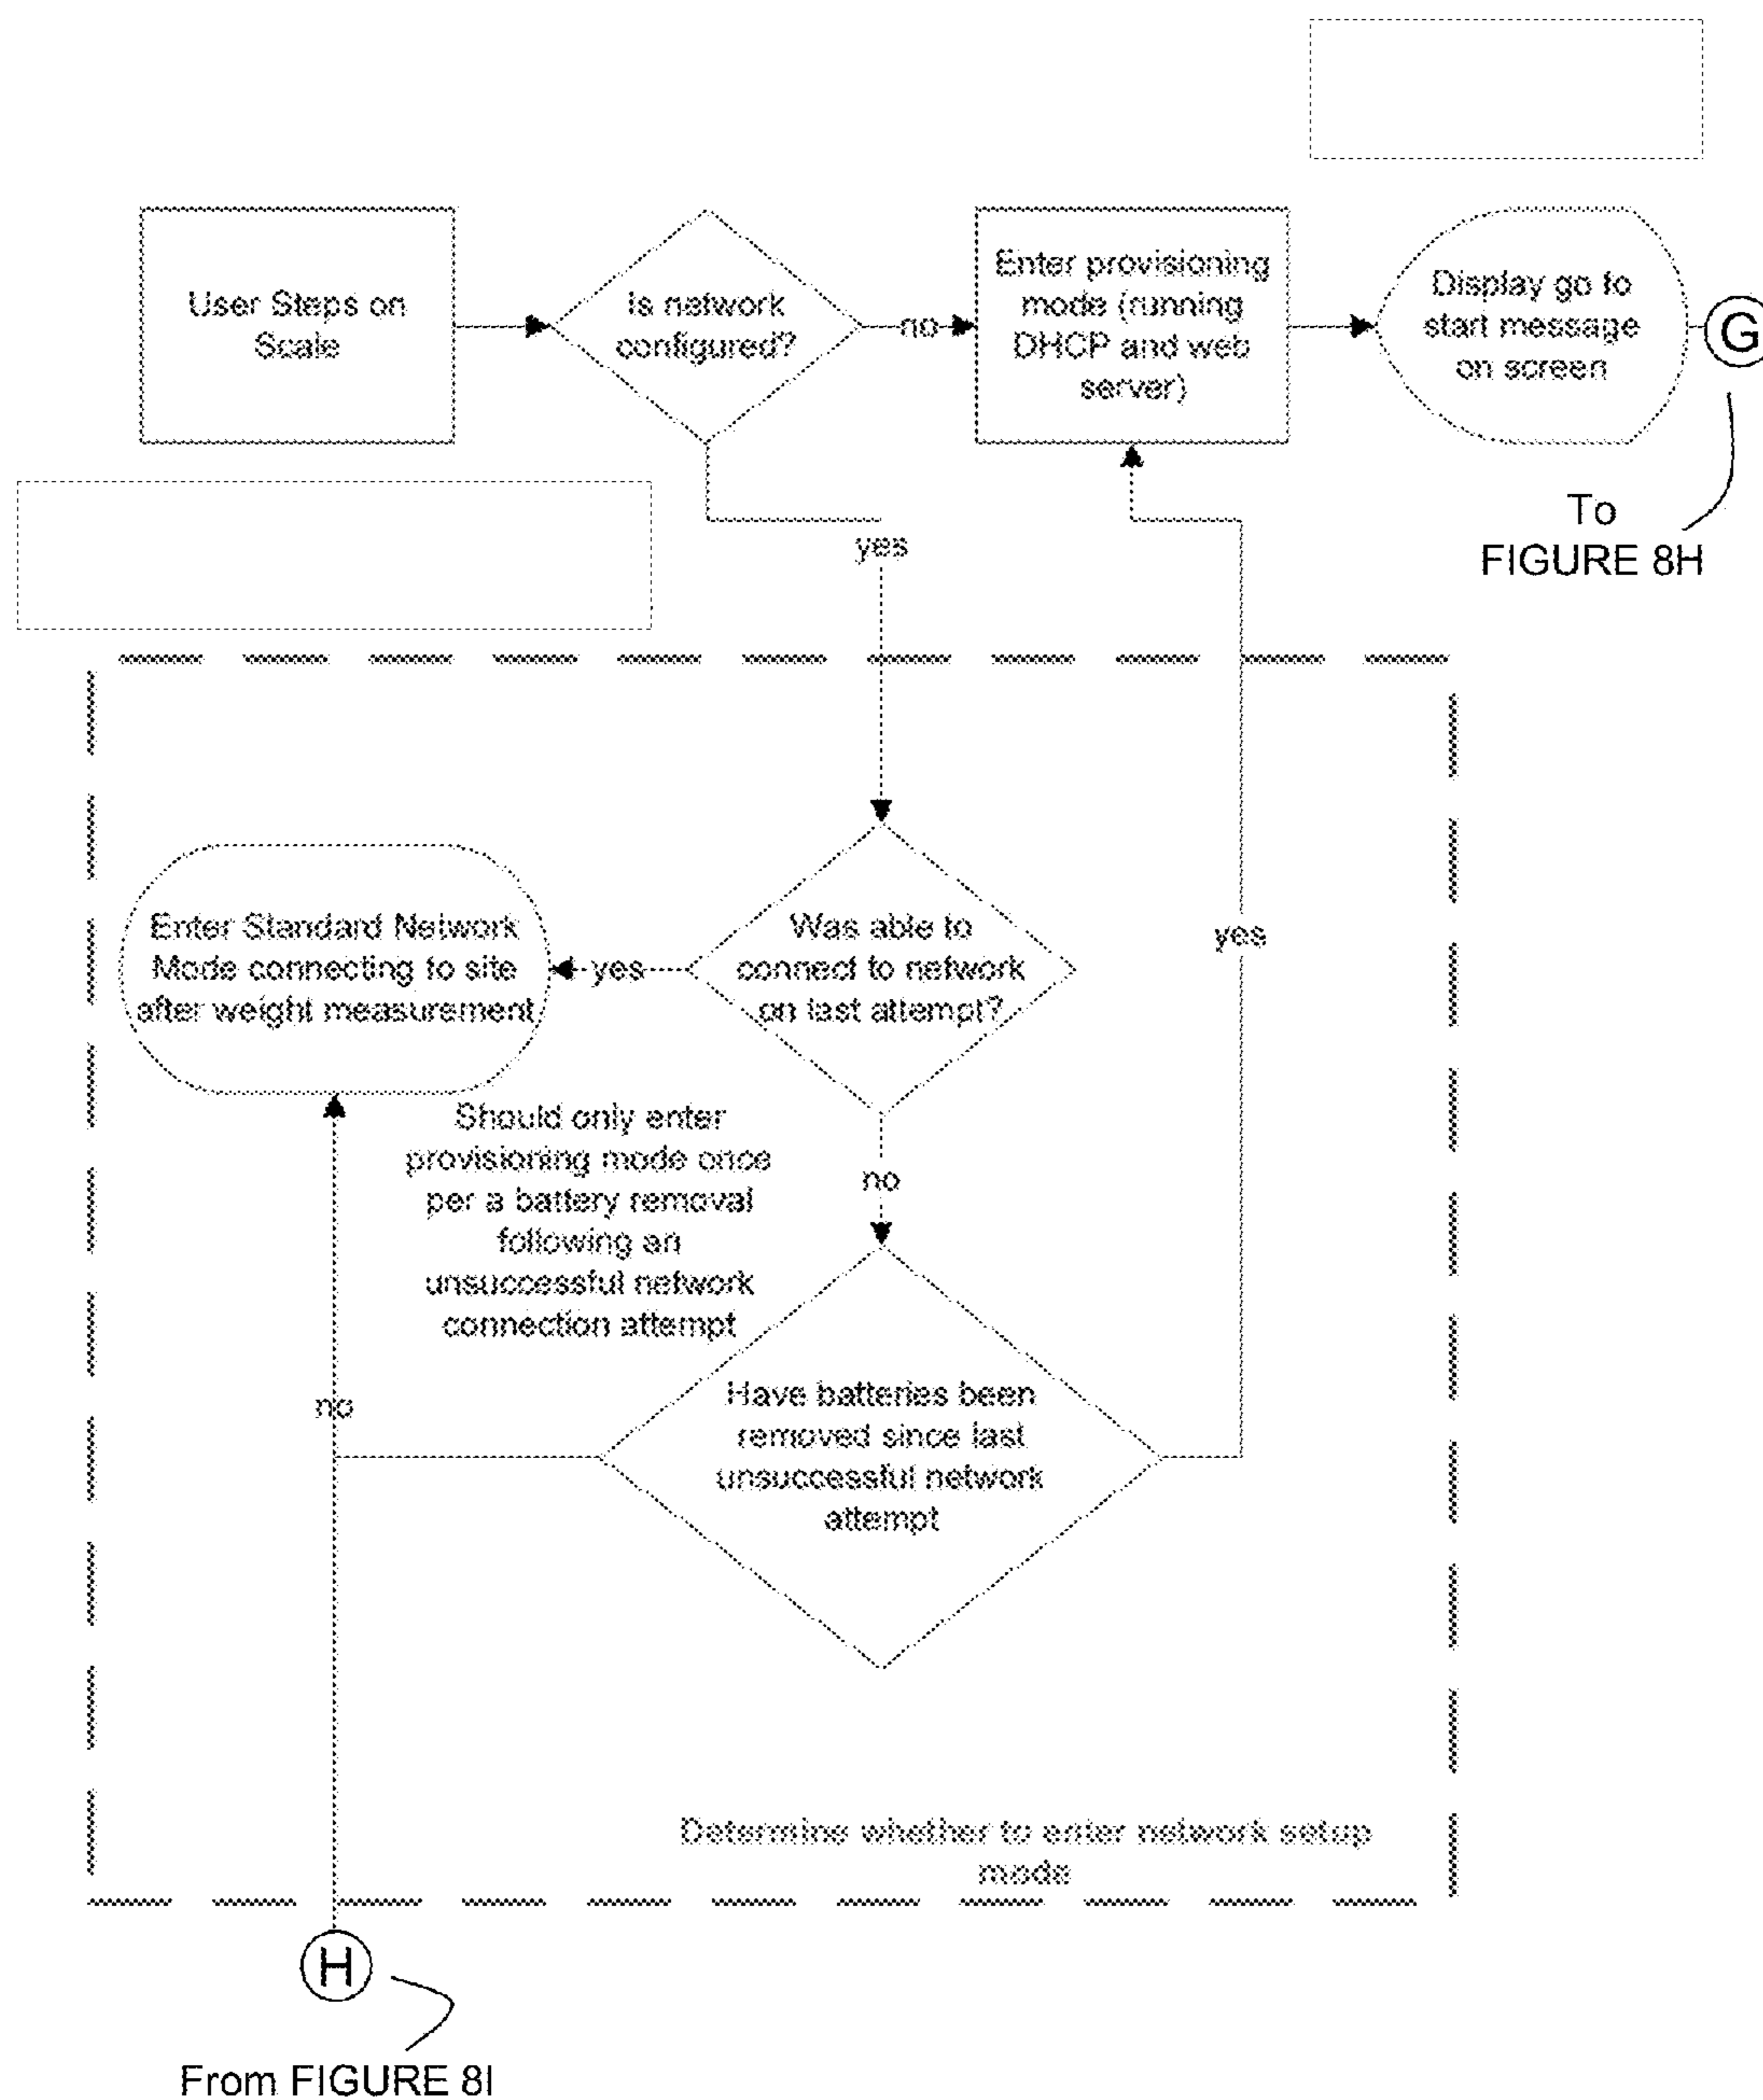 User Steps on
Scale
Is network
configured?
no
Enter provisioning
mode (running
DHCP and web
server)
Display go to
start message
on screen
G
To
FIGURE 8H
yes
Enter Standard Network
Mode connecting to site
after weight measurement
yes
Was able to
connect to network
on last attempt?
yes
Should only enter
provisioning mode once
per a battery removal
following an
unsuccessful network
connection attempt
no
no
Have batteries been
removed since last
unsuccessful network
attempt
Determine whether to enter network setup
mode
H
From FIGURE 8I